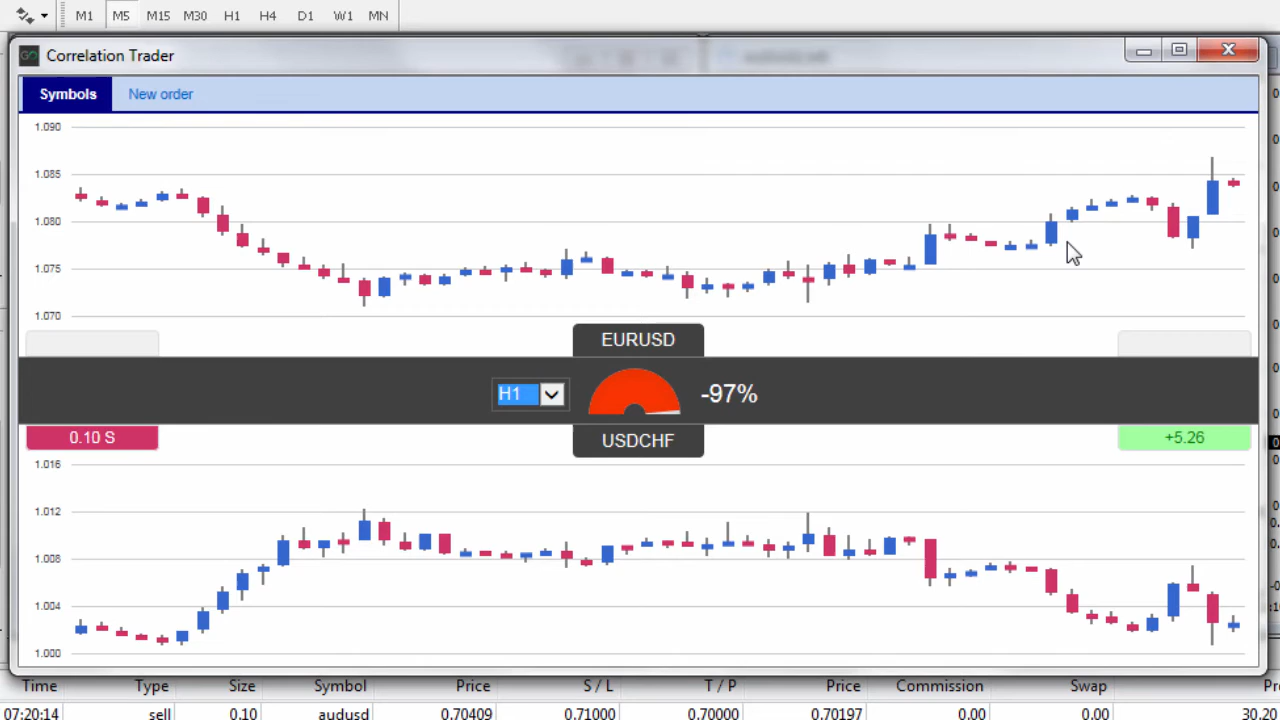 M1 M5 M15 M30 H1 H4 D1 W1 MN
Correlation Trader
Symbols New order
1.090
1.085
1.080
1.075
1.070
EURUSD
H1 -97%
0.10 S USDCHF +5.26
1.016
1.012
1.008
1.004
1.000
Time Type Size Symbol Price S / L T / P Price Commission Swap
07:20:14 sell 0.10 audusd 0.70409 0.71000 0.70000 0.70197 0.00 0.00 30.20